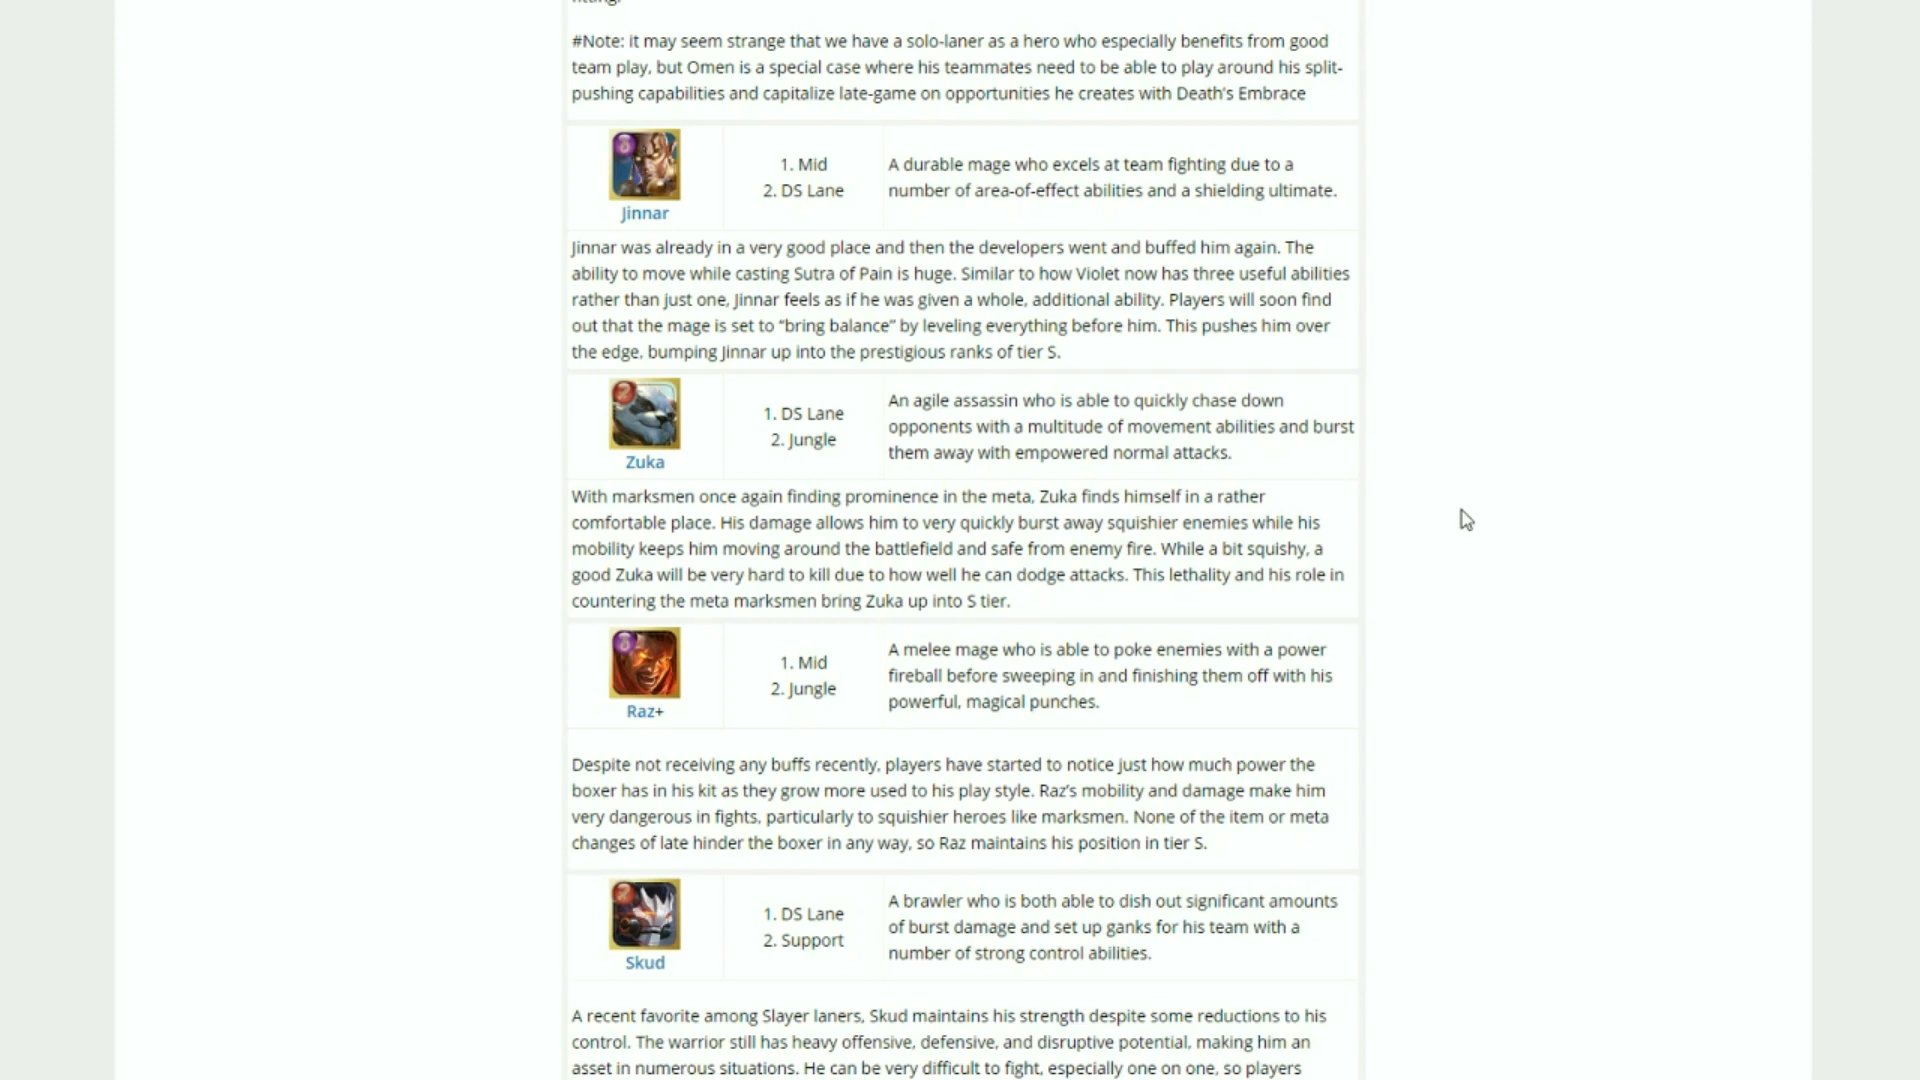 #Note: it may seem strange that we have a solo-laner as a hero who especially benefits from good
team play, but Omen is a special case where his teammates need to be able to play around his split-
pushing capabilities and capitalize late-game on opportunities he creates with Death's Embrace
Jinnar
1. Mid
2. DS Lane
A durable mage who excels at team fighting due to a
number of area-of-effect abilities and a shielding ultimate.
Jinnar was already in a very good place and then the developers went and buffed him again. The
ability to move while casting Sutra of Pain is huge. Similar to how Violet now has three useful abilities
rather than just one, Jinnar feels as if he was given a whole, additional ability. Players will soon find
out that the mage is set to “bring balance” by leveling everything before him. This pushes him over
the edge, bumping Jinnar up into the prestigious ranks of tier S.
Zuka
1. DS Lane
2. Jungle
An agile assassin who is able to quickly chase down
opponents with a multitude of movement abilities and burst
them away with empowered normal attacks.
With marksmen once again finding prominence in the meta, Zuka finds himself in a rather
comfortable place. His damage allows him to very quickly burst away squishier enemies while his
mobility keeps him moving around the battlefield and safe from enemy fire. While a bit squishy, a
good Zuka will be very hard to kill due to how well he can dodge attacks. This lethality and his role in
countering the meta marksmen bring Zuka up into S tier.
Raz+
1. Mid
2. Jungle
A melee mage who is able to poke enemies with a power
fireball before sweeping in and finishing them off with his
powerful, magical punches.
Despite not receiving any buffs recently, players have started to notice just how much power the
boxer has in his kit as they grow more used to his play style. Raz's mobility and damage make him
very dangerous in fights, particularly to squishier heroes like marksmen. None of the item or meta
changes of late hinder the boxer in any way, so Raz maintains his position in tier S.
Skud
1. DS Lane
2. Support
A brawler who is both able to dish out significant amounts
of burst damage and set up ganks for his team with a
number of strong control abilities.
A recent favorite among Slayer laners, Skud maintains his strength despite some reductions to his
control. The warrior still has heavy offensive, defensive, and disruptive potential, making him an
asset in numerous situations. He can be very difficult to fight, especially one on one, so players